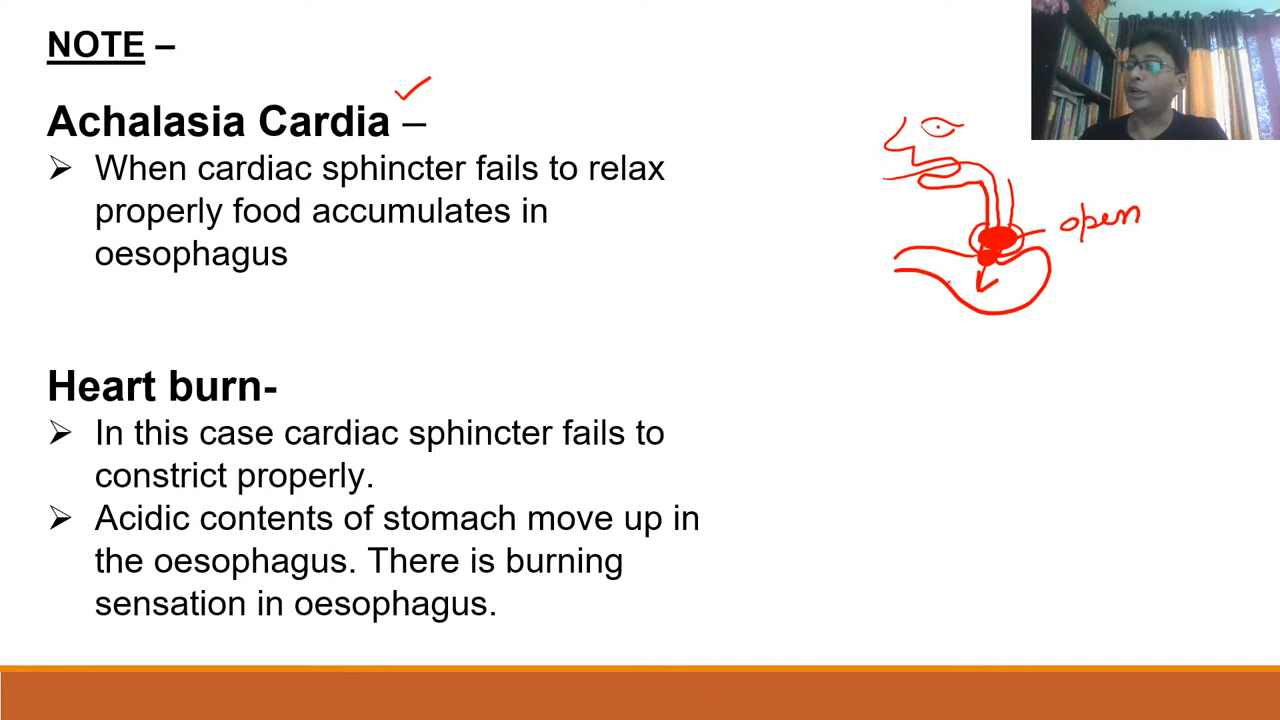 NOTE –
Achalasia Cardia –
➢ When cardiac sphincter fails to relax
properly food accumulates in
oesophagus
open
Heart burn-
➢ In this case cardiac sphincter fails to
constrict properly.
➢ Acidic contents of stomach move up in
the oesophagus. There is burning
sensation in oesophagus.